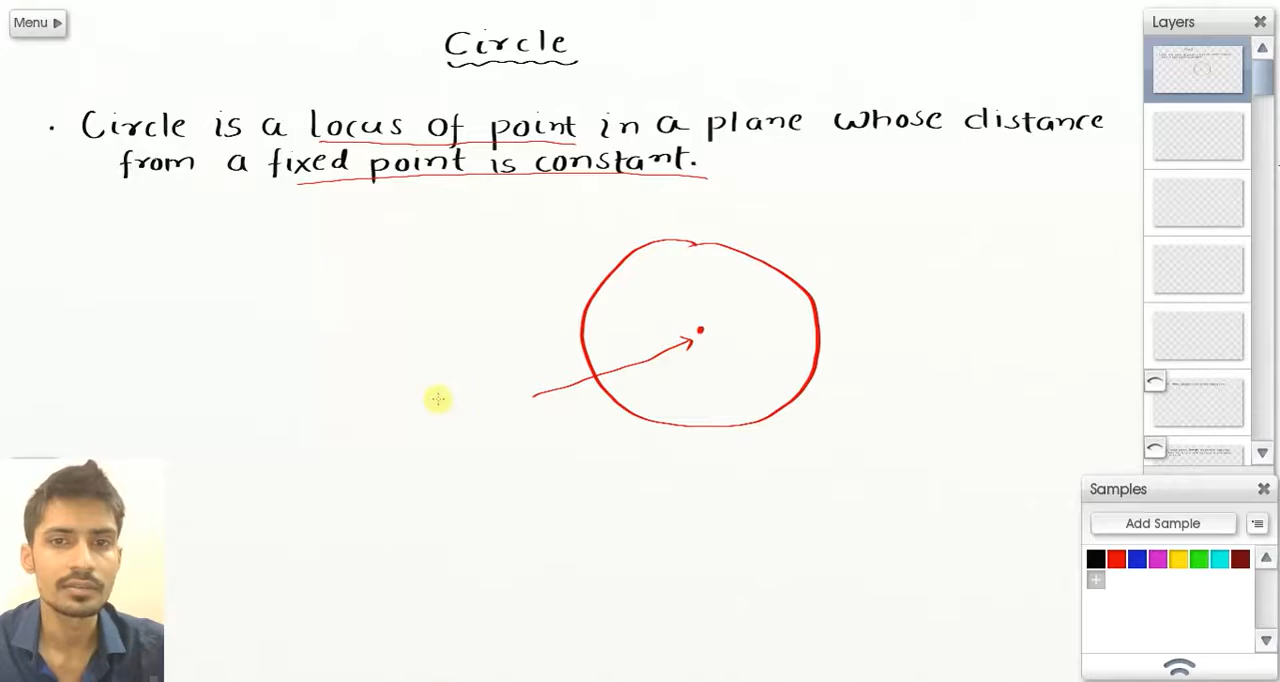 Menu
Circle
Layers
. Circle is a locus of point in a plane whose distance
from a fixed point is constant.
Samples
Add Sample